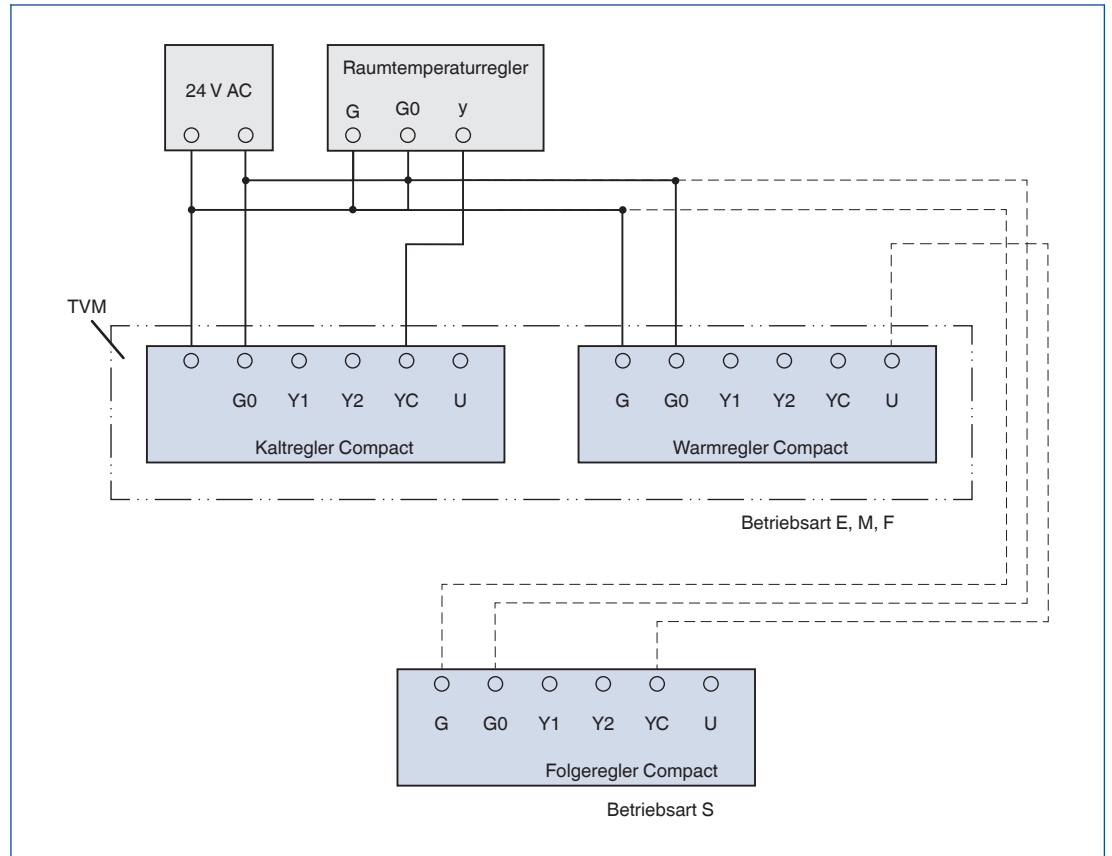 24 V AC
Raumtemperaturregler
G G0 y
TVM
G0 Y1 Y2 YC U
Kaltregler Compact
G G0 Y1 Y2 YC U
Warmregler Compact
Betriebsart E, M, F
G G0 Y1 Y2 YC U
Folgeregler Compact
Betriebsart S